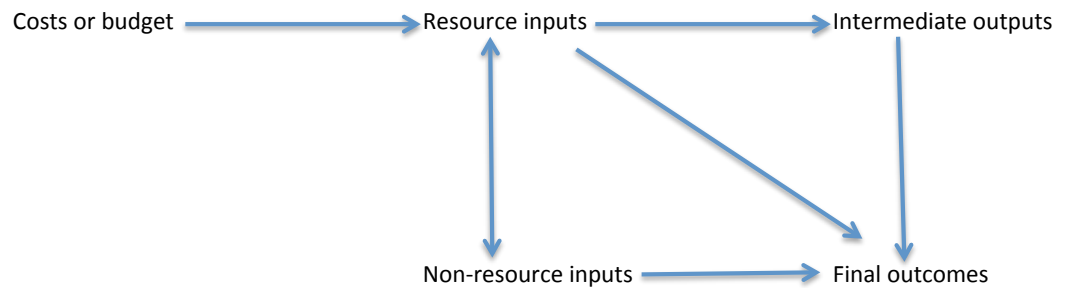 Costs or budget
Resource inputs
Intermediate outputs
Non-resource inputs
Final outcomes